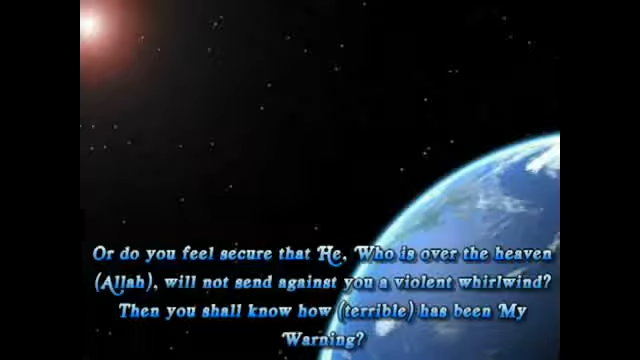 Or do you feel secure that He, Who is over the heaven
(Allah), will not send against you a violent whirlwind?
Then you shall know how (terrible) has been My
Warning?